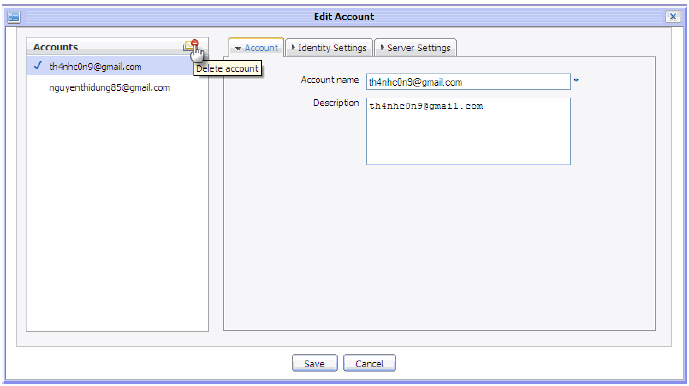 Edit Account
Accounts
th4nhc0n9@gmail.com
nguyenthidung85@gmail.com
Delete account
Account
Identity Settings
Server Settings
Account name
th4nhc0n9@gmail.com
*
Description
th4nhc0n9@gmail.com
Save
Cancel